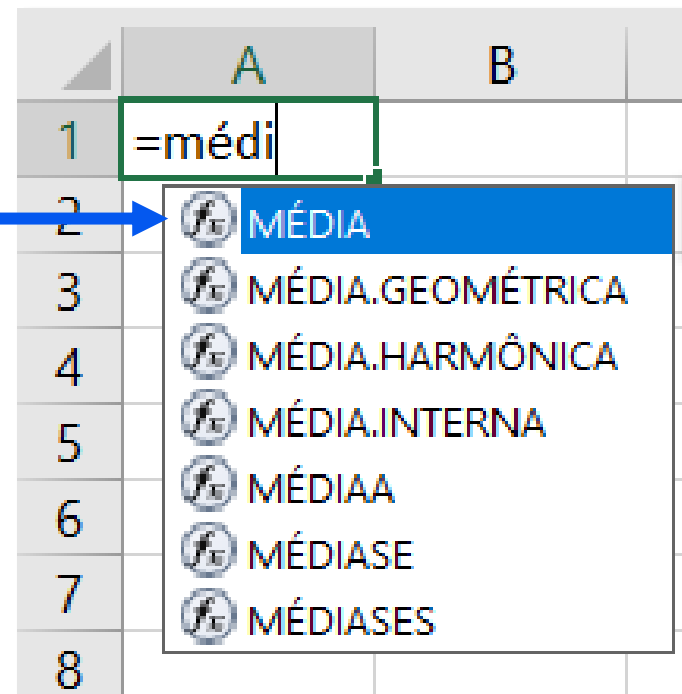 A B
1 =médi
2 MÉDIA
3 MÉDIA.GEOMÉTRICA
4 MÉDIA.HARMÔNICA
5 MÉDIA.INTERNA
6 MÉDIAA
7 MÉDIASE
8 MÉDIASES